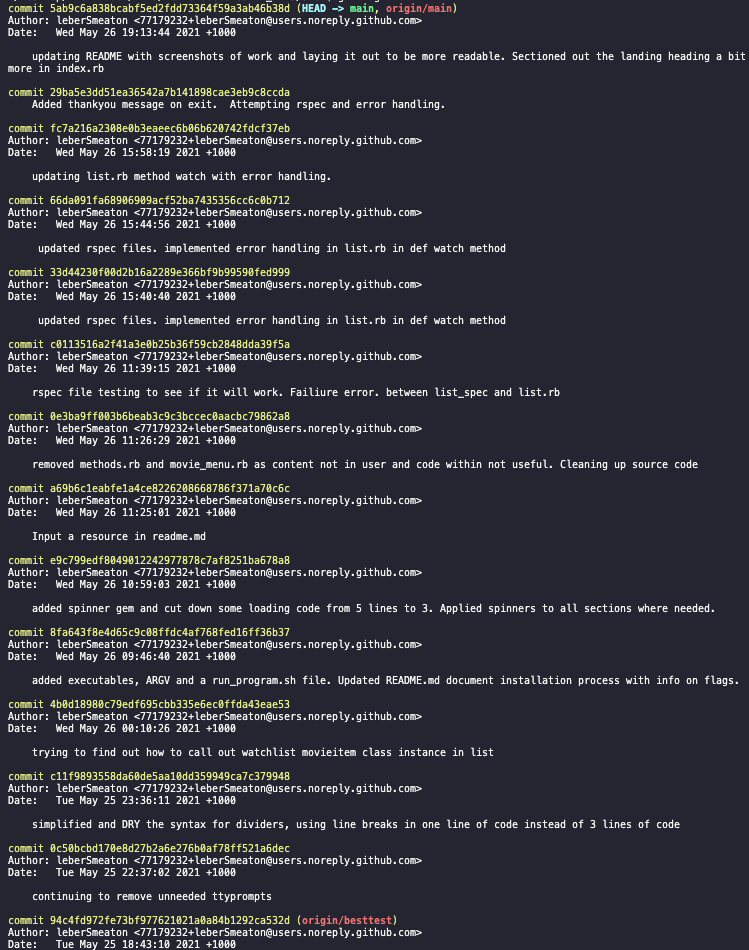 commit 5ab9c6a838bcabf5ed2fdd73364f59a3ab46b38d (HEAD -> main, origin/main)
Author: leberSmeaton <77179232+leberSmeaton@users.noreply.github.com>
Date:   Wed May 26 19:13:44 2021 +1000
updating README with screenshots of work and laying it out to be more readable. Sectioned out the landing heading a bit
more in index.rb
commit 29ba5e3dd51ea36542a7b141898cae3eb9c8ccda
Added thankyou message on exit.  Attempting rspec and error handling.
commit fc7a216a2308e0b3eaeec6b06b620742fdcf37eb
Author: leberSmeaton <77179232+leberSmeaton@users.noreply.github.com>
Date:   Wed May 26 15:58:19 2021 +1000
updating list.rb method watch with error handling.
commit 66da091fa68906909acf52ba7435356cc6c0b712
Author: leberSmeaton <77179232+leberSmeaton@users.noreply.github.com>
Date:   Wed May 26 15:44:56 2021 +1000
updated rspec files. implemented error handling in list.rb in def watch method
commit 33d44230f00d2b16a2289e366bf9b99590fed999
Author: leberSmeaton <77179232+leberSmeaton@users.noreply.github.com>
Date:   Wed May 26 15:40:40 2021 +1000
updated rspec files. implemented error handling in list.rb in def watch method
commit c0113516a2f41a3e0b25b36f59cb2848dda39f5a
Author: leberSmeaton <77179232+leberSmeaton@users.noreply.github.com>
Date:   Wed May 26 11:39:15 2021 +1000
rspec file testing to see if it will work. Failiure error. between list_spec and list.rb
commit 0e3ba9ff003b6beab3c9c3bccec0aacbc79862a8
Author: leberSmeaton <77179232+leberSmeaton@users.noreply.github.com>
Date:   Wed May 26 11:26:29 2021 +1000
removed methods.rb and movie_menu.rb as content not in user and code within not useful. Cleaning up source code
commit a69b6c1eabfe1a4ce8226208668786f371a70c6c
Author: leberSmeaton <77179232+leberSmeaton@users.noreply.github.com>
Date:   Wed May 26 11:25:01 2021 +1000
Input a resource in readme.md
commit e9c799edf8049012242977878c7af8251ba678a8
Author: leberSmeaton <77179232+leberSmeaton@users.noreply.github.com>
Date:   Wed May 26 10:59:03 2021 +1000
added spinner gem and cut down some loading code from 5 lines to 3. Applied spinners to all sections where needed.
commit 8fa643f8e4d65c9c08ffdc4af768fed16ff36b37
Author: leberSmeaton <77179232+leberSmeaton@users.noreply.github.com>
Date:   Wed May 26 09:46:40 2021 +1000
added executables, ARGV and a run_program.sh file. Updated README.md document installation process with info on flags.
commit 4b0d18980c79edf695cbb335e6ec0ffda43eae53
Author: leberSmeaton <77179232+leberSmeaton@users.noreply.github.com>
Date:   Wed May 26 00:10:26 2021 +1000
trying to find out how to call out watchlist movieitem class instance in list
commit c11f9893558da60de5aa10dd359949ca7c379948
Author: leberSmeaton <77179232+leberSmeaton@users.noreply.github.com>
Date:   Tue May 25 23:36:11 2021 +1000
simplified and DRY the syntax for dividers, using line breaks in one line of code instead of 3 lines of code
commit 0c50bcbd170e8d27b2a6e276b0af78ff521a6dec
Author: leberSmeaton <77179232+leberSmeaton@users.noreply.github.com>
Date:   Tue May 25 22:37:02 2021 +1000
continuing to remove unneeded ttyprompts
commit 94c4fd972fe73bf977621021a0a84b1292ca532d (origin/besttest)
Author: leberSmeaton <77179232+leberSmeaton@users.noreply.github.com>
Date:   Tue May 25 18:43:10 2021 +1000